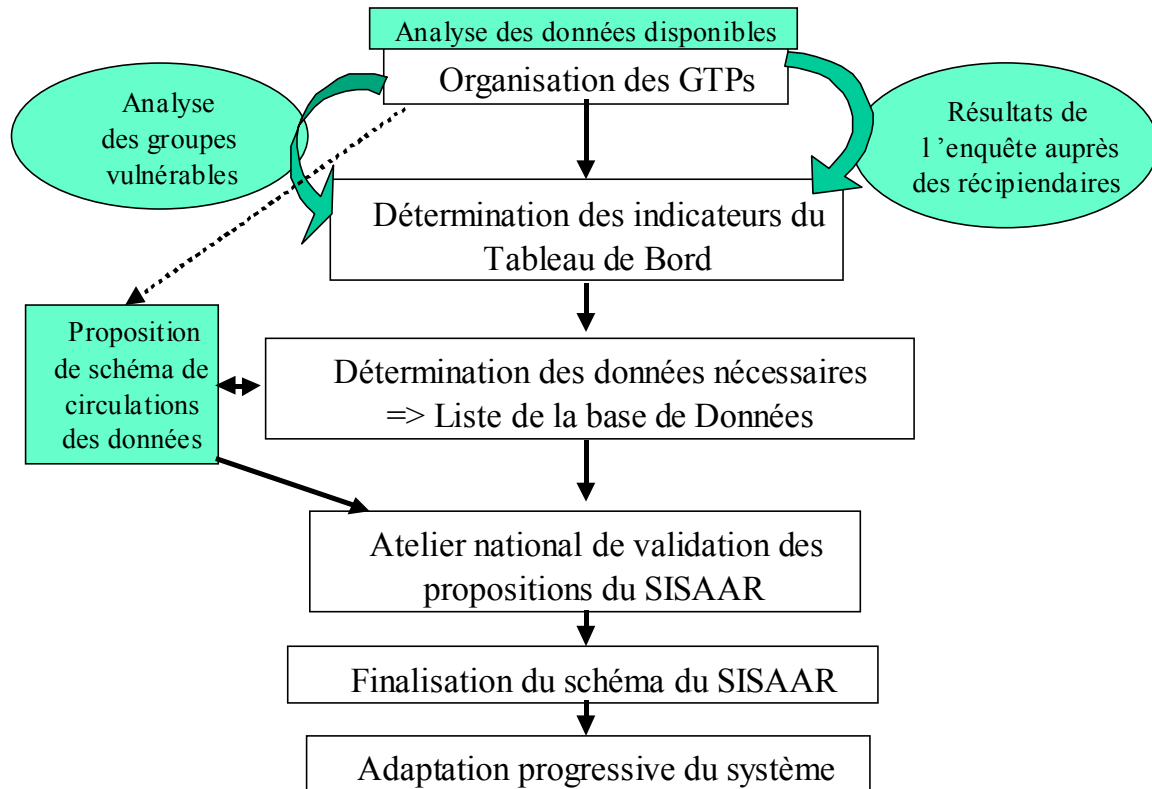 Analyse des données disponibles
Organisation des GTPs
Analyse
des groupes
vulnérables
Résultats de
l ’enquête auprès
des récipiendaires
Détermination des indicateurs du
Tableau de Bord
Proposition
de schéma de
circulations
des données
Détermination des données nécessaires
=> Liste de la base de Données
Atelier national de validation des
propositions du SISAAR
Finalisation du schéma du SISAAR
Adaptation progressive du système